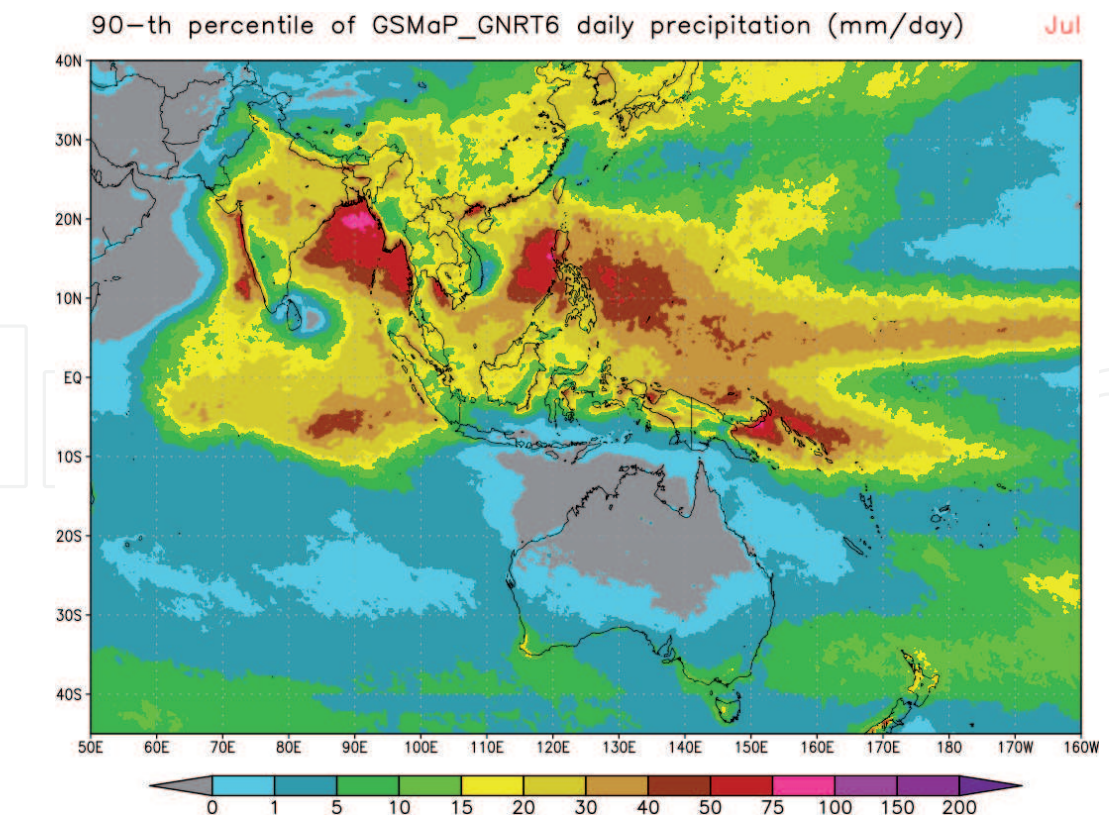 90-th percentile of GSMaP_GNRT6 daily precipitation (mm/day) Jul
40N
30N
20N
10N
EQ
10S
20S
30S
40S
50E 60E 70E 80E 90E 100E 110E 120E 130E 140E 150E 160E 170E 180 170W 160W
0 1 5 10 15 20 30 40 50 75 100 150 200